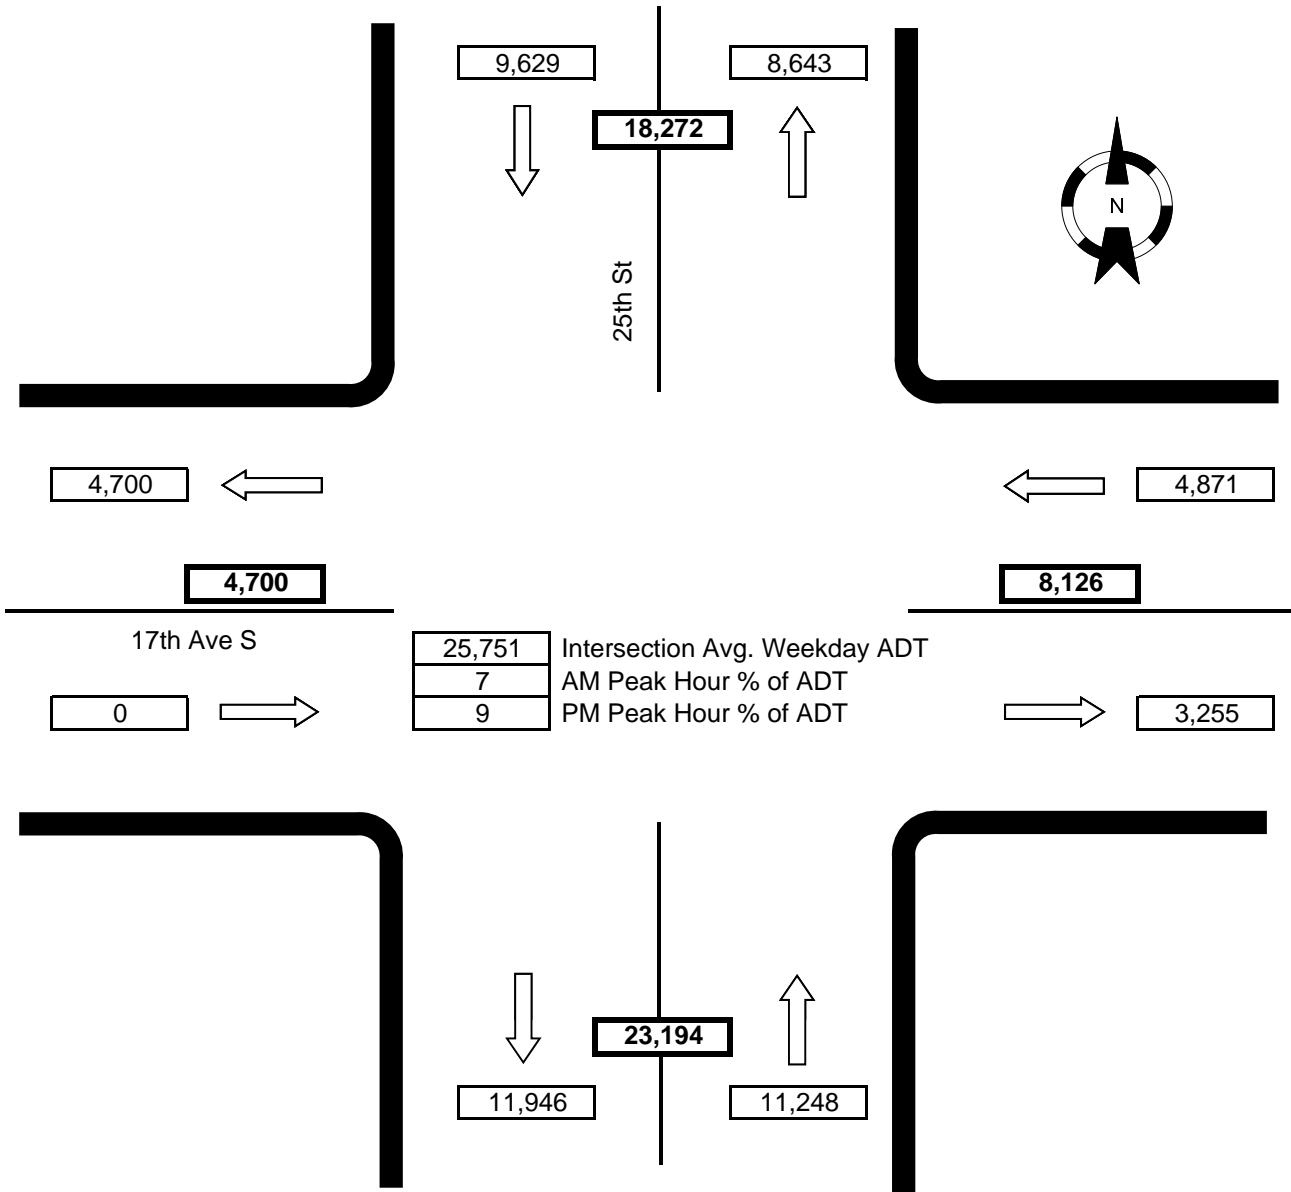 9,629
8,643
18,272
N
25th St
4,700
4,871
4,700
8,126
17th Ave S
25,751 Intersection Avg. Weekday ADT
7 AM Peak Hour % of ADT
9 PM Peak Hour % of ADT
0
3,255
23,194
11,946
11,248